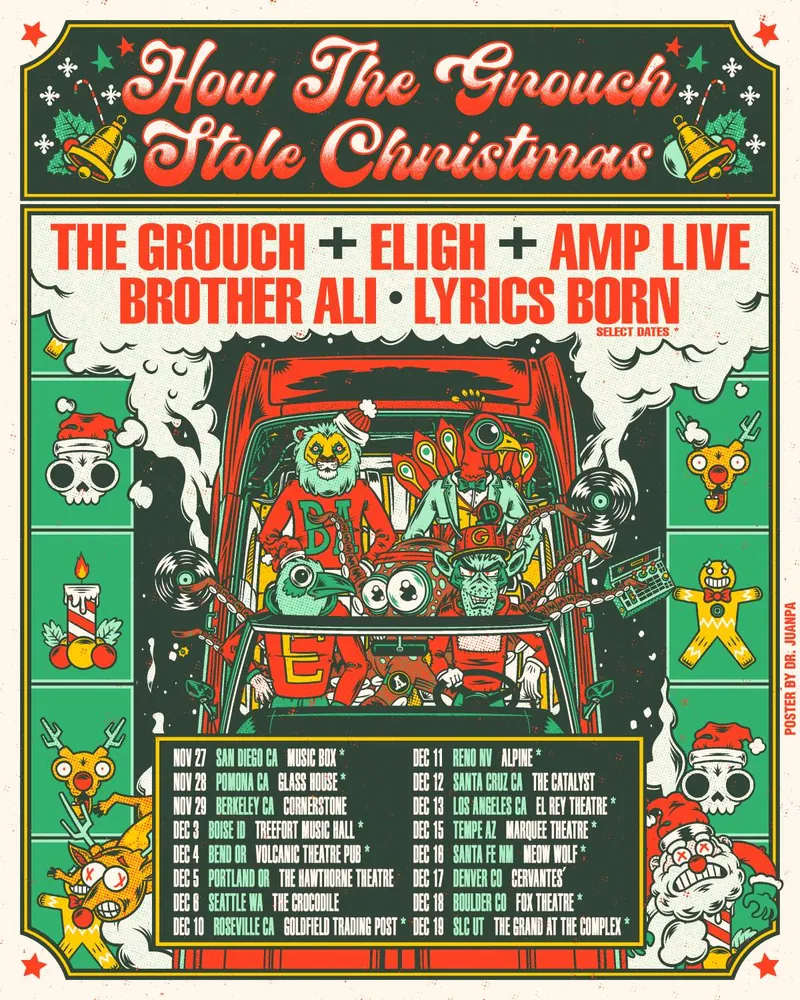 How The Grouch
Stole Christmas
THE GROUCH + ELIGH + AMP LIVE
BROTHER ALI • LYRICS BORN
SELECT DATES *
BA
LB
G
E
A
NOV 27 SAN DIEGO CA MUSIC BOX *
NOV 28 POMONA CA GLASS HOUSE *
NOV 29 BERKELEY CA CORNERSTONE
DEC 3 BOISE ID TREEFORT MUSIC HALL *
DEC 4 BEND OR VOLCANIC THEATRE PUB *
DEC 5 PORTLAND OR THE HAWTHORNE THEATRE
DEC 6 SEATTLE WA THE CROCODILE
DEC 10 ROSEVILLE CA GOLDFIELD TRADING POST *
DEC 11 RENO NV ALPINE *
DEC 12 SANTA CRUZ CA THE CATALYST
DEC 13 LOS ANGELES CA EL REY THEATRE *
DEC 15 TEMPE AZ MARQUEE THEATRE *
DEC 16 SANTA FE NM MEOW WOLF *
DEC 17 DENVER CO CERVANTES'
DEC 18 BOULDER CO FOX THEATRE *
DEC 19 SLC UT THE GRAND AT THE COMPLEX *
POSTER BY DR. JUANPA